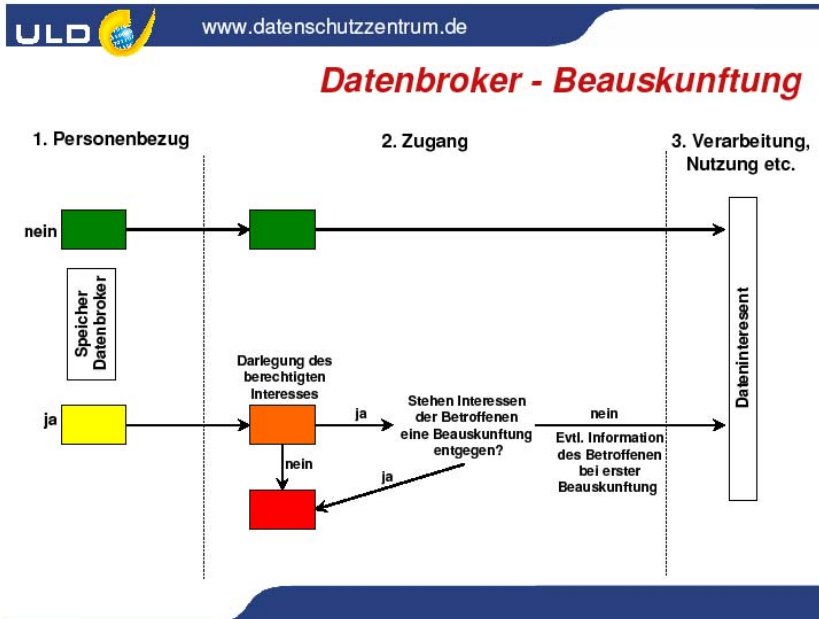 ULD
www.datenschutzzentrum.de
Datenbroker - Beauskunftung
1. Personenbezug
2. Zugang
3. Verarbeitung,
Nutzung etc.
nein
Speicher
Datenbroker
Dateninteresent
Darlegung des
berechtigten
Interesses
ja
ja
Stehen Interessen
der Betroffenen
eine Beauskunftung
entgegen?
nein
Evtl. Information
des Betroffenen
bei erster
Beauskunftung
nein
ja